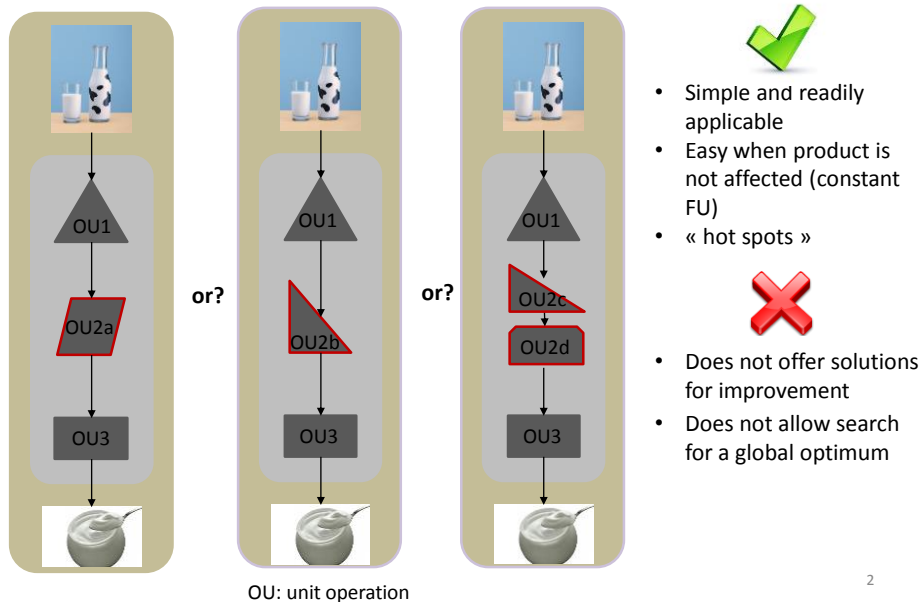 OU1
OU2a
OU3
or?
OU1
OU2b
OU3
or?
OU1
OU2c
OU2d
OU3
OU: unit operation
• Simple and readily
applicable
• Easy when product is
not affected (constant
FU)
• « hot spots »
• Does not offer solutions
for improvement
• Does not allow search
for a global optimum
2